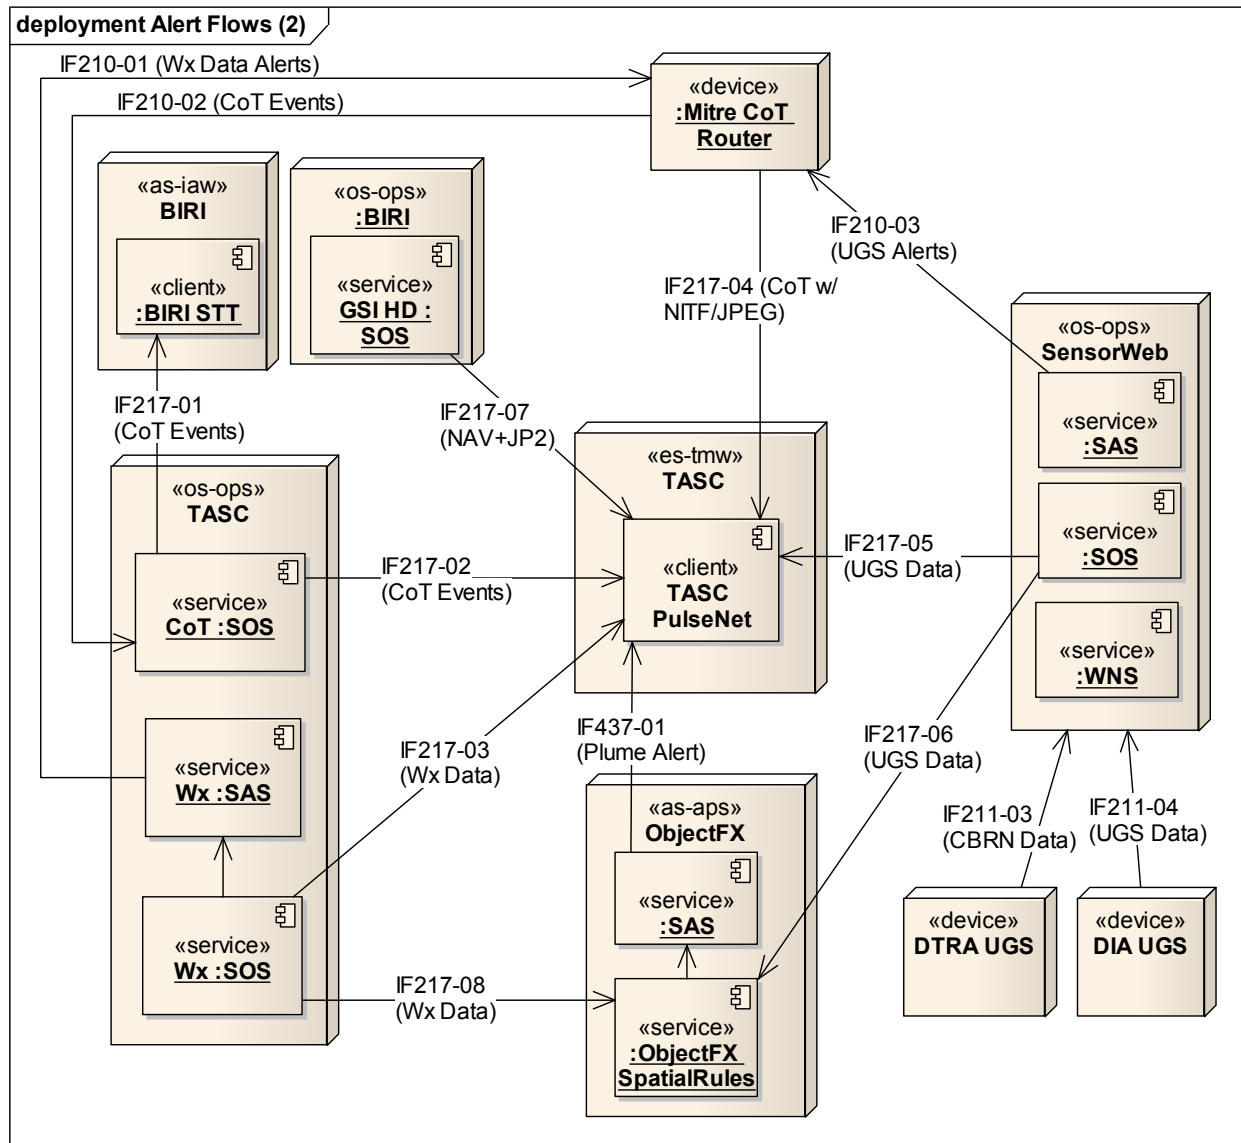 deployment Alert Flows (2)
IF210-01 (Wx Data Alerts)
IF210-02 (CoT Events)
«device»
:Mitre CoT
Router
«as-iaw»
BIRI
«client»
:BIRI STT
«os-ops»
:BIRI
«service»
GSI HD :
SOS
IF210-03
(UGS Alerts)
IF217-04 (CoT w/
NITF/JPEG)
«os-ops»
SensorWeb
«service»
:SAS
«service»
:SOS
«service»
:WNS
IF217-01
(CoT Events)
IF217-07
(NAV+JP2)
«es-tmw»
TASC
«client»
TASC
PulseNet
IF217-05
(UGS Data)
«os-ops»
TASC
«service»
CoT :SOS
«service»
Wx :SAS
«service»
Wx :SOS
IF217-02
(CoT Events)
IF217-03
(Wx Data)
IF437-01
(Plume Alert)
IF217-06
(UGS Data)
«as-aps»
ObjectFX
«service»
:SAS
«service»
:ObjectFX
SpatialRules
IF217-08
(Wx Data)
IF211-03
(CBRN Data)
IF211-04
(UGS Data)
«device»
DTRA UGS
«device»
DIA UGS